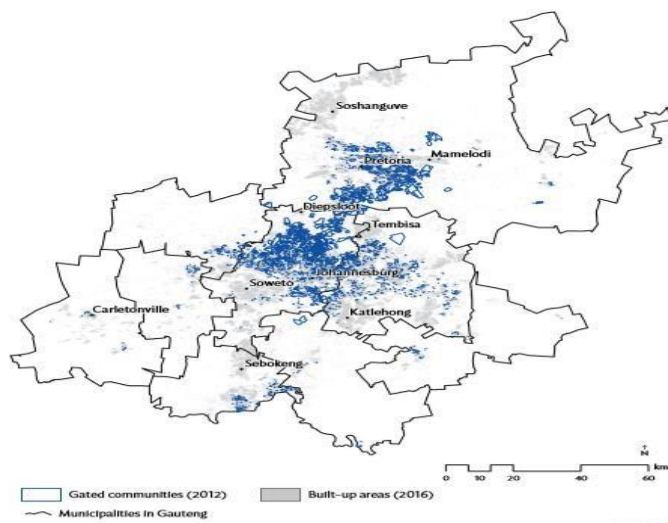 Soshanguve
Mamelodi
Pretoria
Diepsloot
Tembisa
Johannesburg
Soweto
Carletonville
Katlehong
Sebokeng
N
km
0 10 20 40 60
Gated communities (2012) Built-up areas (2016)
Municipalities in Gauteng